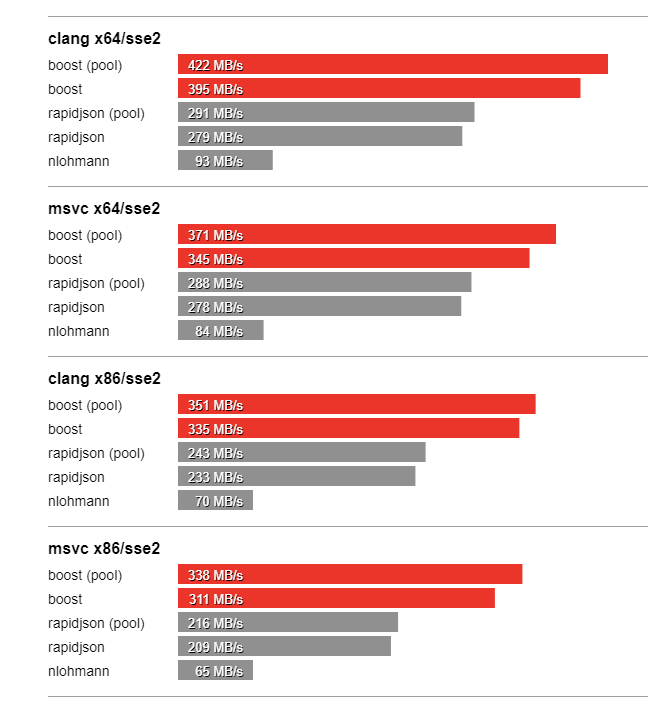 clang x64/sse2
boost (pool) 422 MB/s
boost 395 MB/s
rapidjson (pool) 291 MB/s
rapidjson 279 MB/s
nlohmann 93 MB/s
msvc x64/sse2
boost (pool) 371 MB/s
boost 345 MB/s
rapidjson (pool) 288 MB/s
rapidjson 278 MB/s
nlohmann 84 MB/s
clang x86/sse2
boost (pool) 351 MB/s
boost 335 MB/s
rapidjson (pool) 243 MB/s
rapidjson 233 MB/s
nlohmann 70 MB/s
msvc x86/sse2
boost (pool) 338 MB/s
boost 311 MB/s
rapidjson (pool) 216 MB/s
rapidjson 209 MB/s
nlohmann 65 MB/s